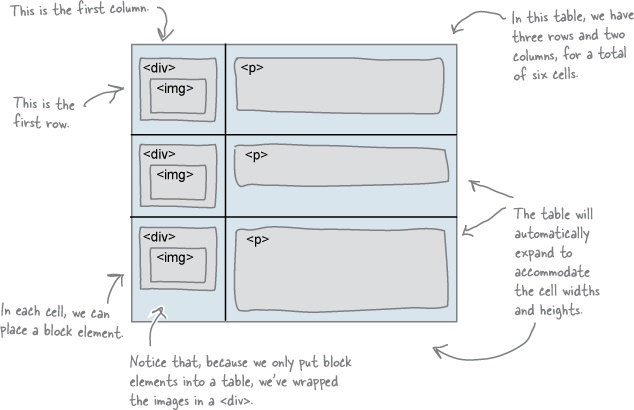 This is the first column.
In this table, we have
three rows and two
columns, for a total
of six cells.
This is the
first row.
<div>
<img>
<p>
<div>
<img>
<p>
<div>
<img>
<p>
The table will
automatically
expand to
accommodate
the cell widths
and heights.
In each cell, we can
place a block element.
Notice that, because we only put block
elements into a table, we've wrapped
the images in a <div>.